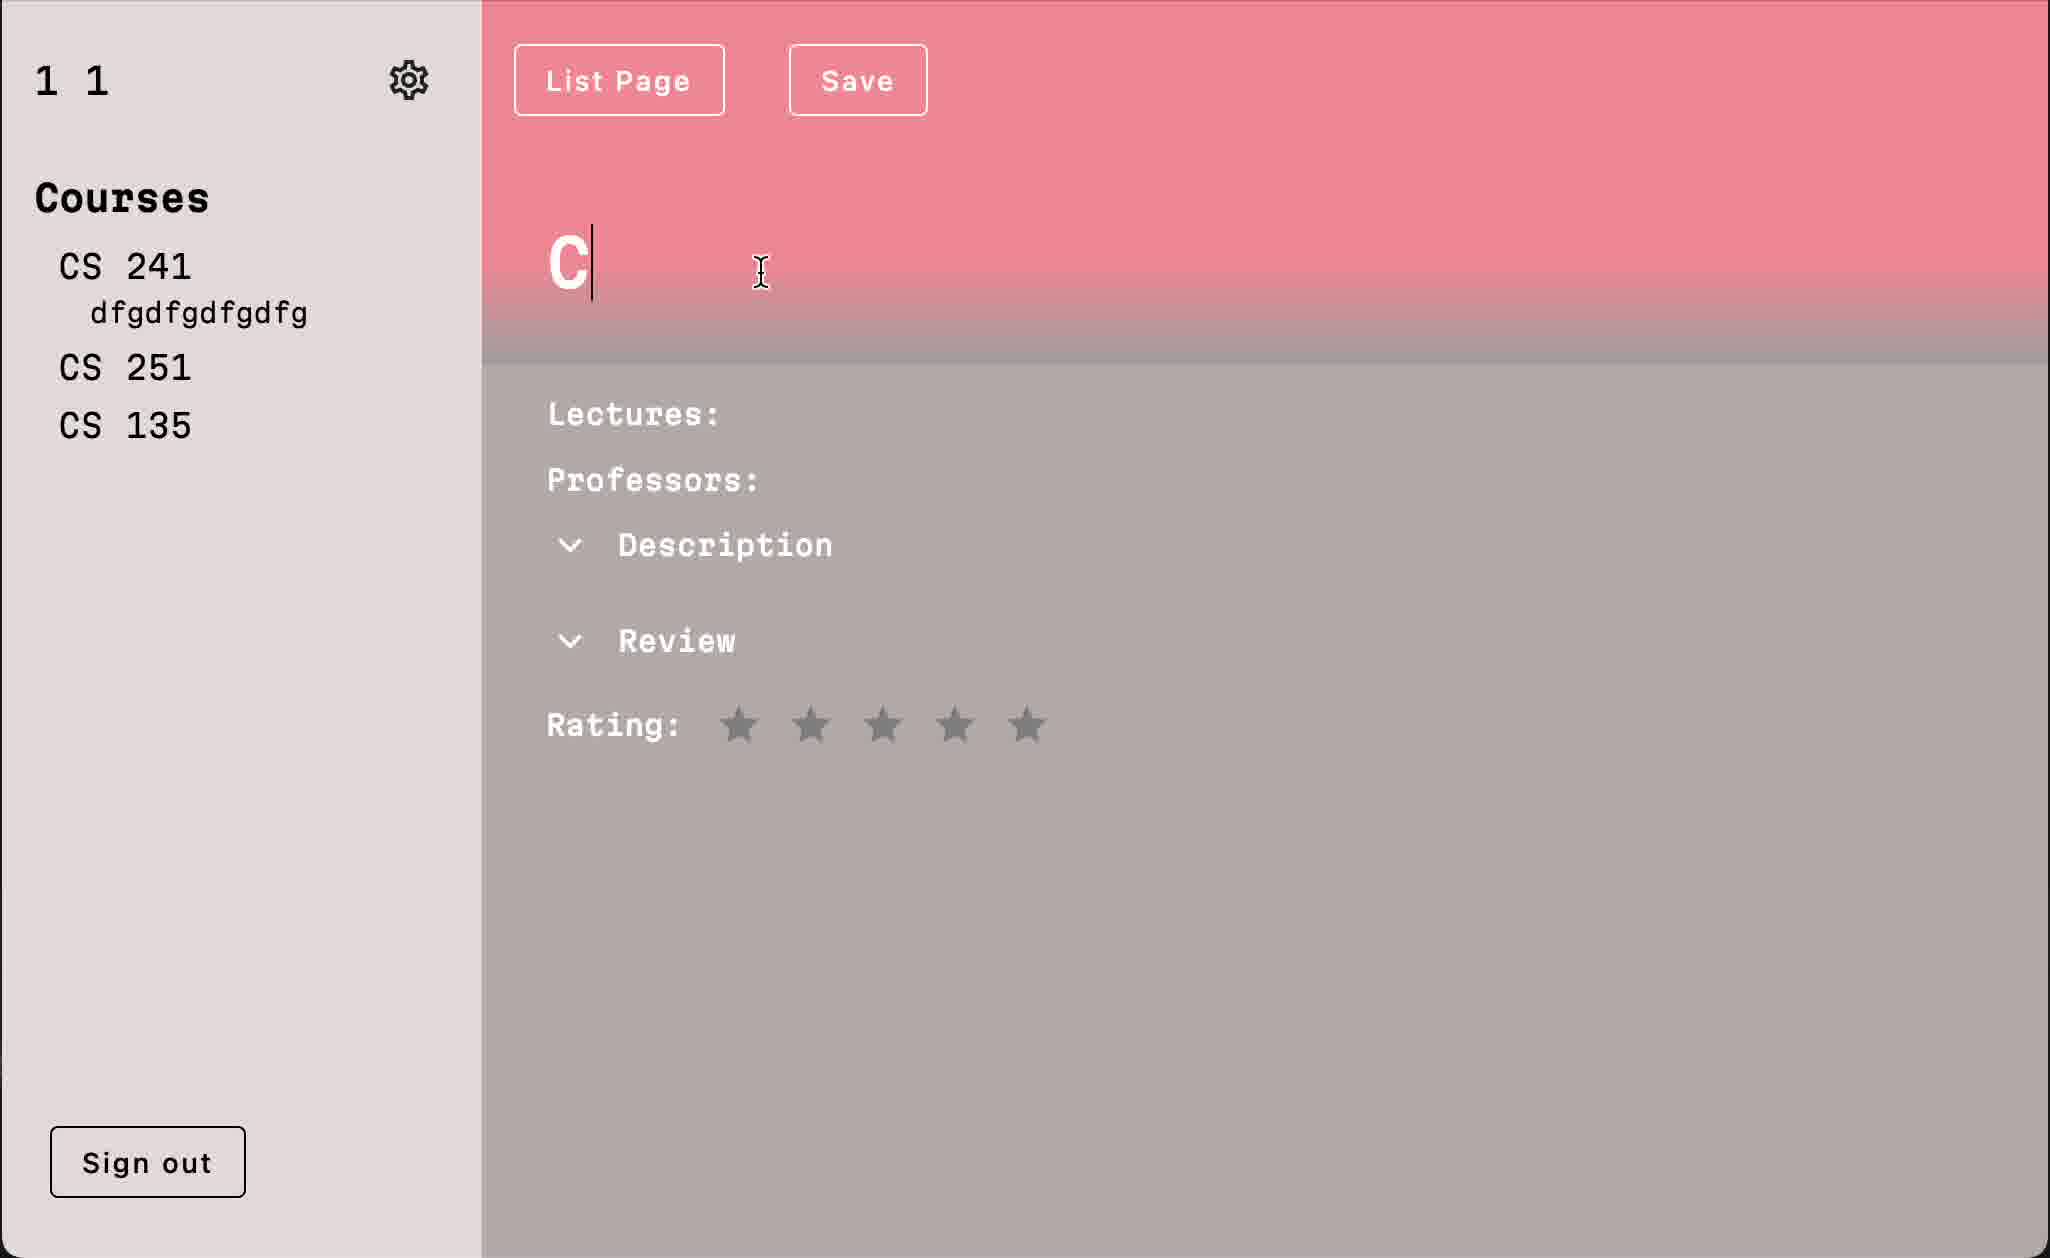 1 1
Courses
CS 241
dfgdfgdfgdfg
CS 251
CS 135
Sign out
List Page
Save
C
Lectures:
Professors:
Description
Review
Rating: